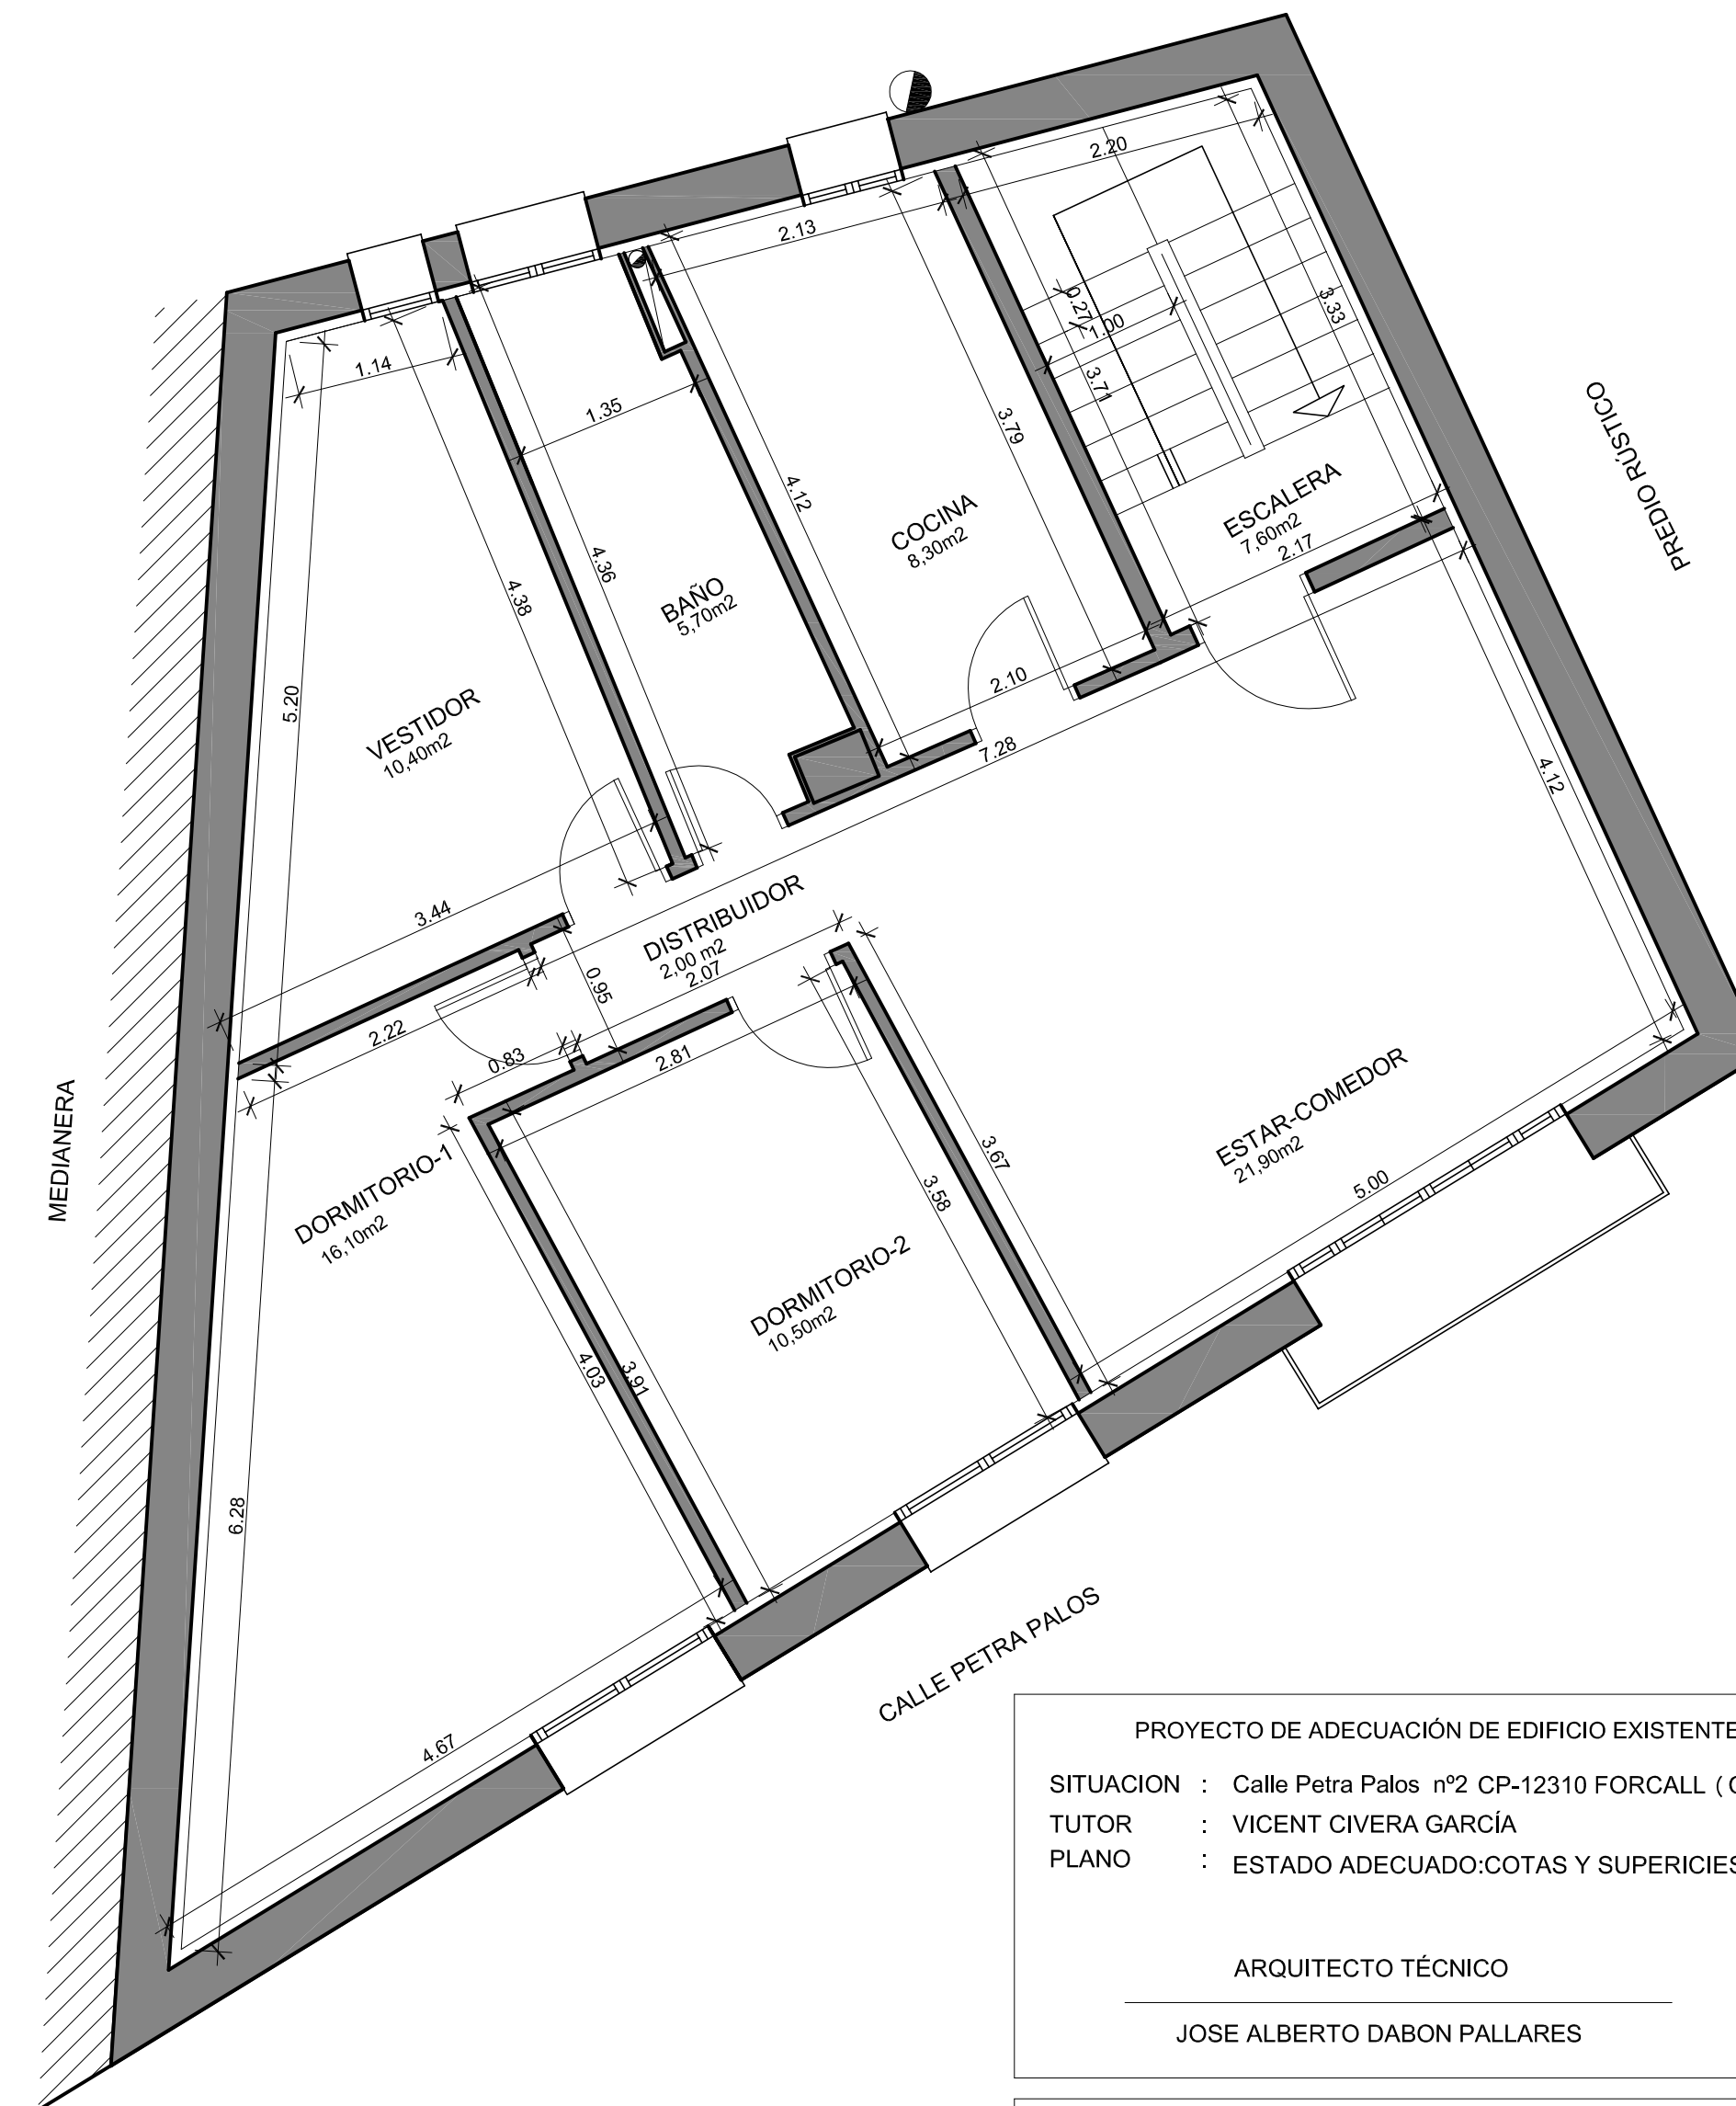 2.20
2.13
1.14
1.35
0.27
1.00
3.33
3.71
3.79
4.12
4.36
4.38
5.20
PREDIO RÚSTICO
ESCALERA
7,60m2
2.17
COCINA
8,30m2
BAÑO
5,70m2
VESTIDOR
10,40m2
2.10
7.28
4.12
3.44
DISTRIBUIDOR
2,00 m2
2.07
0.95
2.22
0.83
2.81
MEDIANERA
DORMITORIO-1
16,10m2
ESTAR-COMEDOR
21,90m2
3.67
3.58
5.00
DORMITORIO-2
10,50m2
4.03
3.91
6.28
4.67
CALLE PETRA PALOS
PROYECTO DE ADECUACIÓN DE EDIFICIO EXISTENTE
SITUACION : Calle Petra Palos nº2 CP-12310 FORCALL (
TUTOR : VICENT CIVERA GARCÍA
PLANO : ESTADO ADECUADO:COTAS Y SUPERICIES
ARQUITECTO TÉCNICO
JOSE ALBERTO DABON PALLARES